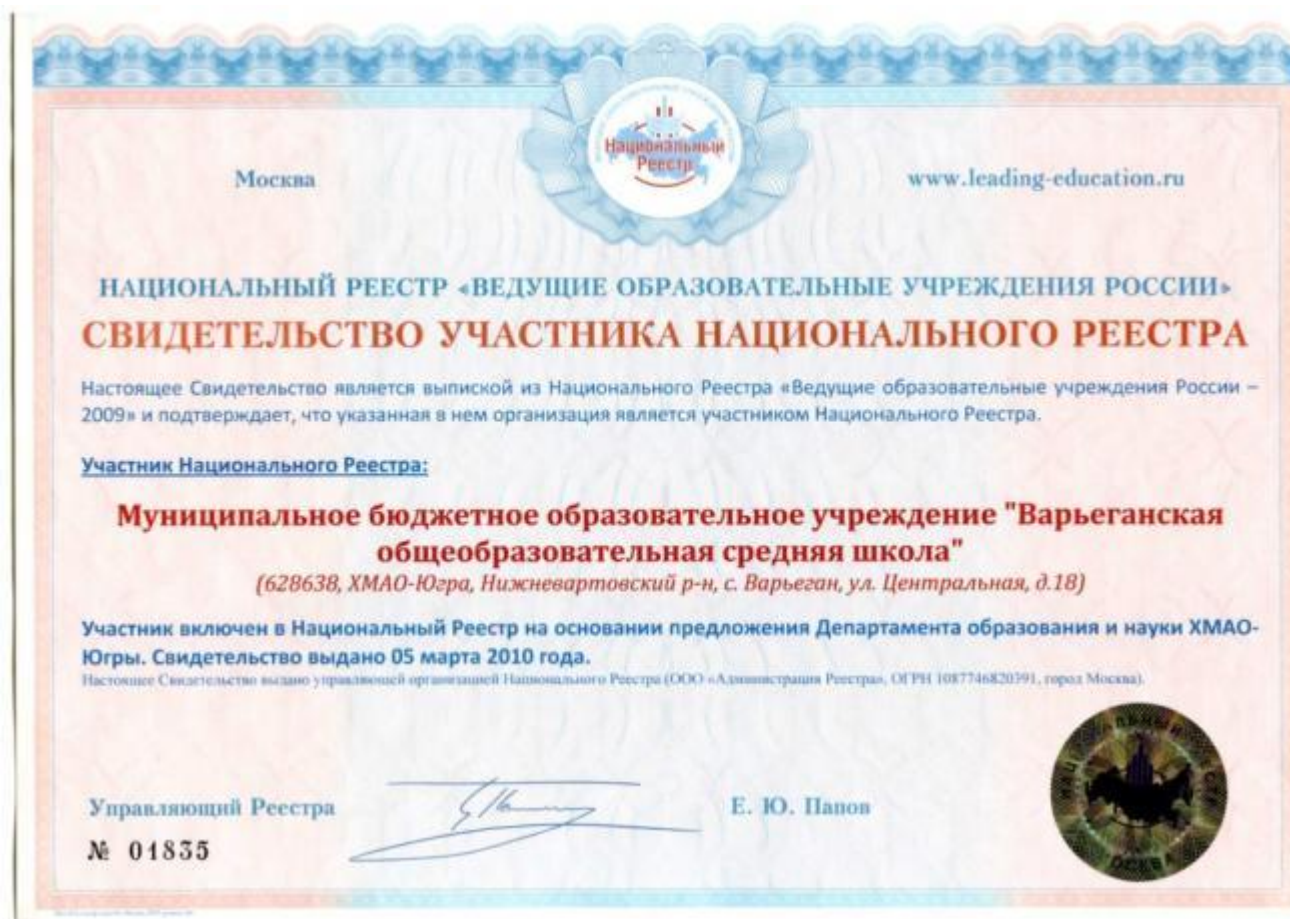 Национальный
Реестр
Москва
www.leading-education.ru
НАЦИОНАЛЬНЫЙ РЕЕСТР «ВЕДУЩИЕ ОБРАЗОВАТЕЛЬНЫЕ УЧРЕЖДЕНИЯ РОССИИ»
СВИДЕТЕЛЬСТВО УЧАСТНИКА НАЦИОНАЛЬНОГО РЕЕСТРА
Настоящее Свидетельство является выпиской из Национального Реестра «Ведущие образовательные учреждения России –
2009» и подтверждает, что указанная в нем организация является участником Национального Реестра.
Участник Национального Реестра:
Муниципальное бюджетное образовательное учреждение "Варьеганская
общеобразовательная средняя школа"
(628638, ХМАО-Югра, Нижневартовский р-н, с. Варьеган, ул. Центральная, д.18)
Участник включен в Национальный Реестр на основании предложения Департамента образования и науки ХМАО-
Югры. Свидетельство выдано 05 марта 2010 года.
Настоящее Свидетельство выдано управляющей организацией Национального Реестра (ООО «Администрация Реестра», ОГРН 1087746820391, город Москва).
Управляющий Реестра
Е. Ю. Папов
№ 01835
МОСКВА